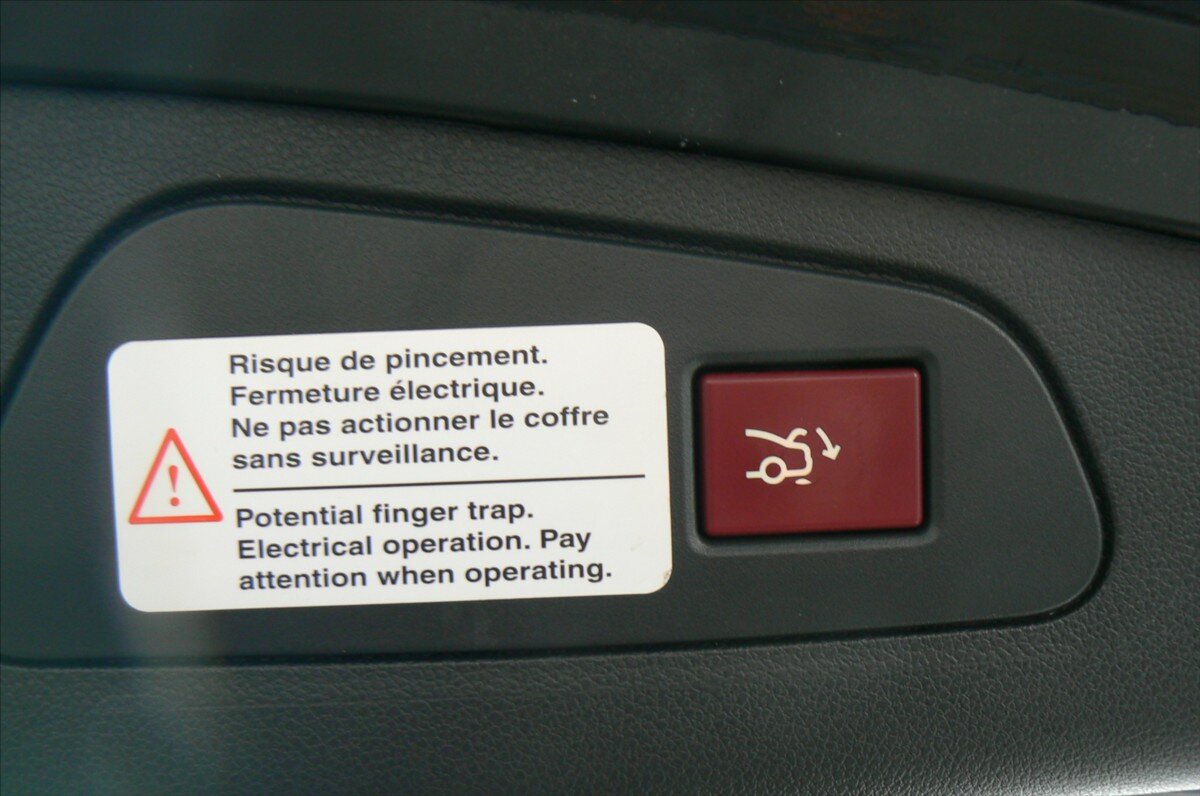 Risque de pincement.
Fermeture électrique.
Ne pas actionner le coffre
sans surveillance.
Potential finger trap.
Electrical operation. Pay
attention when operating.